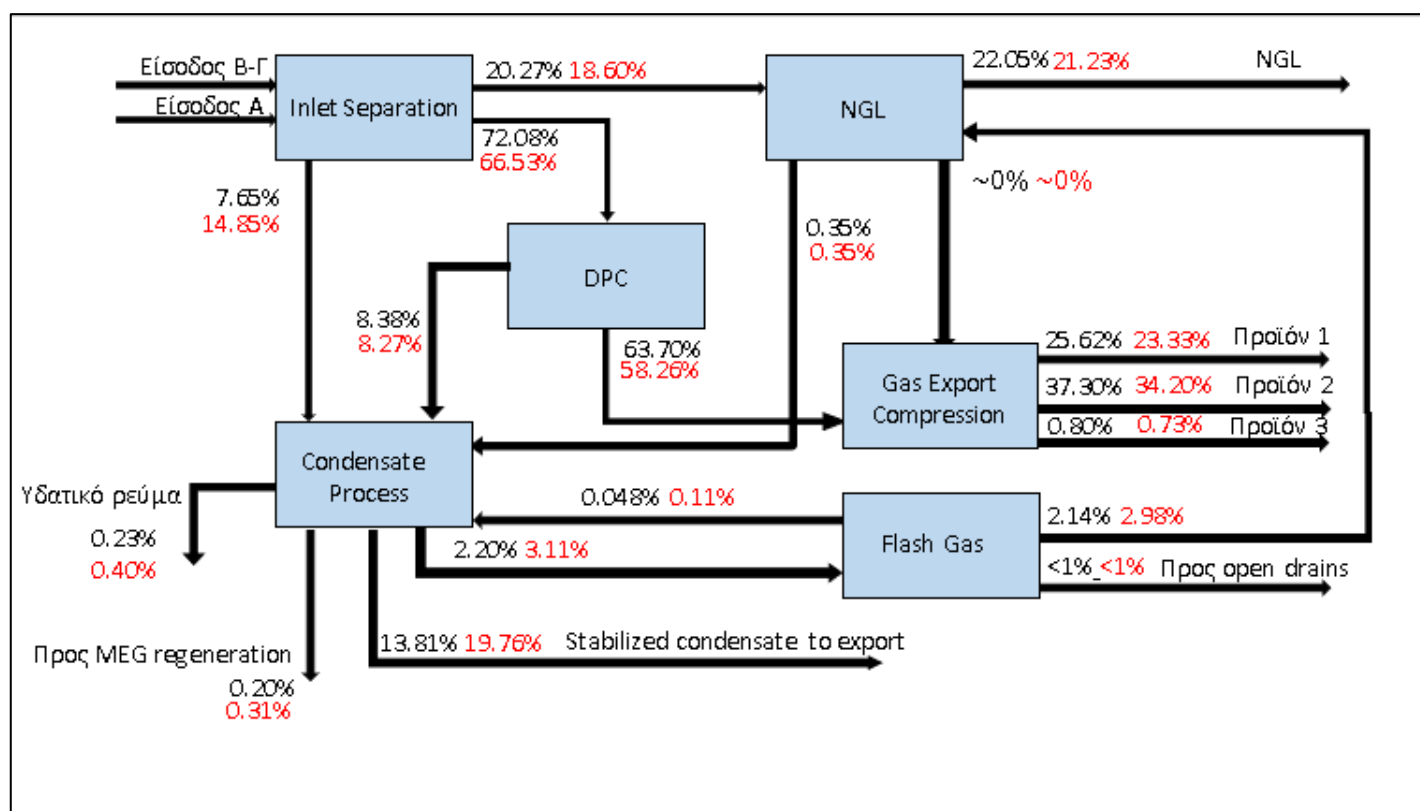 Είσοδος Β-Γ
Είσοδος Α
Inlet Separation
20.27% 18.60%
72.08%
66.53%
7.65%
14.85%
NGL
22.05% 21.23% NGL
~0% ~0%
0.35%
0.35%
DPC
8.38%
8.27%
63.70%
58.26%
Gas Export
Compression
25.62% 23.33% Προϊόν 1
37.30% 34.20% Προϊόν 2
0.80% 0.73% Προϊόν 3
Condensate
Process
Υδατικό ρεύμα
0.23%
0.40%
0.048% 0.11%
2.20% 3.11%
Flash Gas
2.14% 2.98%
<1%_<1% Προς open drains
13.81% 19.76% Stabilized condensate to export
Προς MEG regeneration
0.20%
0.31%